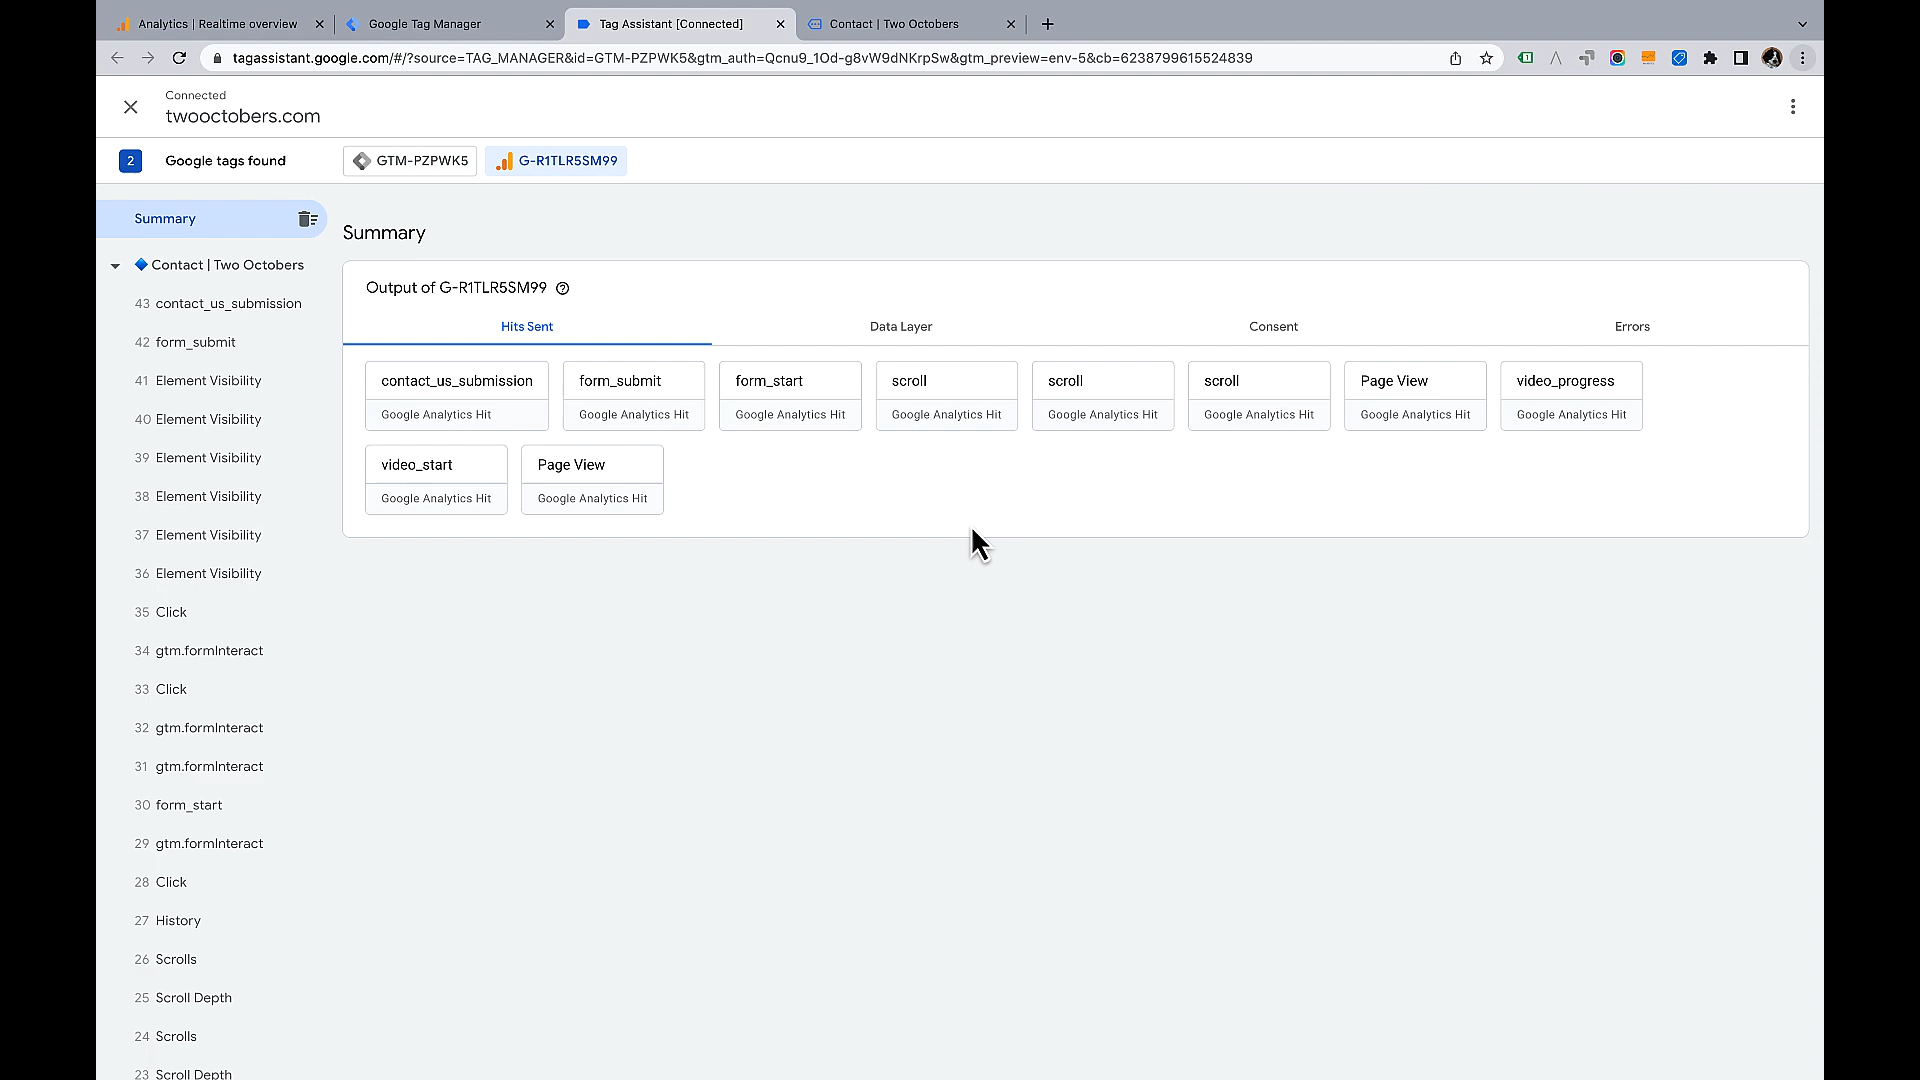 Analytics | Realtime overview
Google Tag Manager
Tag Assistant [Connected]
Contact | Two Octobers
tagassistant.google.com/#/?source=TAG_MANAGER&id=GTM-PZPWK5&gtm_auth=Qcnu9_1Od-g8vW9dNKrpSw&gtm_preview=env-5&cb=6238799615524839
Connected
twooctobers.com
2
Google tags found
GTM-PZPWK5
G-R1TLR5SM99
Summary
Contact | Two Octobers
43 contact_us_submission
42 form_submit
41 Element Visibility
40 Element Visibility
39 Element Visibility
38 Element Visibility
37 Element Visibility
36 Element Visibility
35 Click
34 gtm.formInteract
33 Click
32 gtm.formInteract
31 gtm.formInteract
30 form_start
29 gtm.formInteract
28 Click
27 History
26 Scrolls
25 Scroll Depth
24 Scrolls
23 Scroll Depth
Summary
Output of G-R1TLR5SM99
Hits Sent
Data Layer
Consent
Errors
contact_us_submission
Google Analytics Hit
form_submit
Google Analytics Hit
form_start
Google Analytics Hit
scroll
Google Analytics Hit
scroll
Google Analytics Hit
scroll
Google Analytics Hit
Page View
Google Analytics Hit
video_progress
Google Analytics Hit
video_start
Google Analytics Hit
Page View
Google Analytics Hit